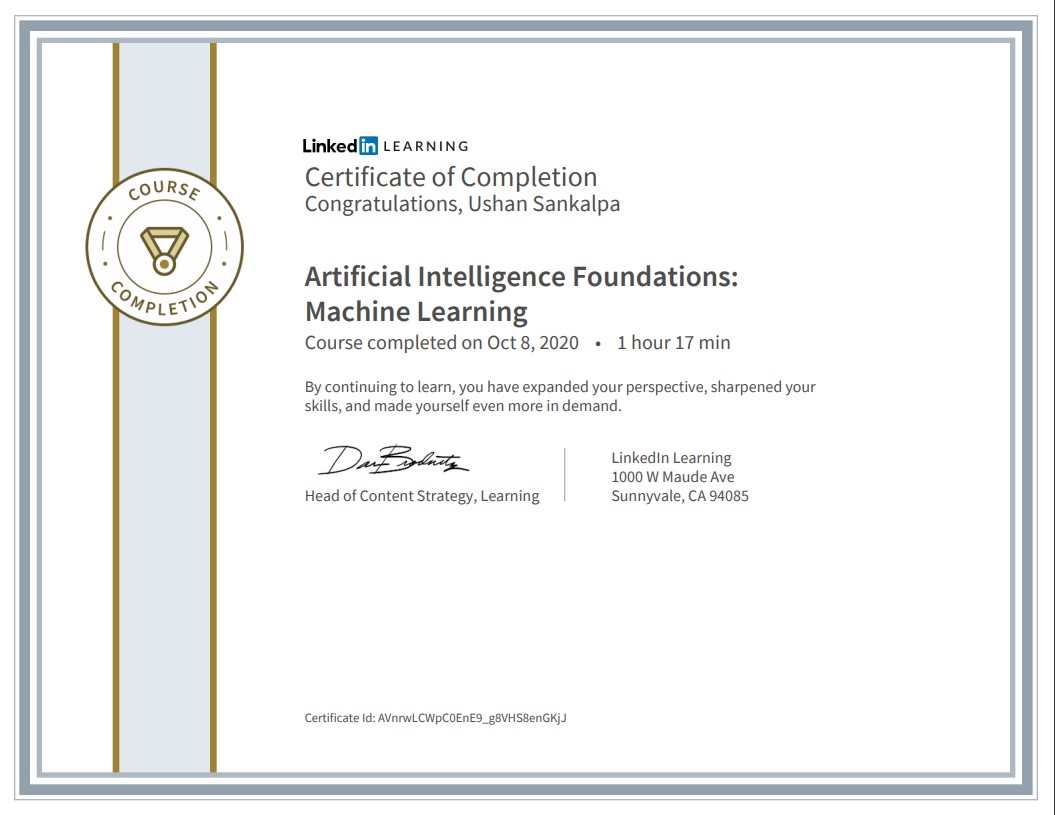 COURSE
COMPLETION
Linked in LEARNING
Certificate of Completion
Congratulations, Ushan Sankalpa
Artificial Intelligence Foundations:
Machine Learning
Course completed on Oct 8, 2020 • 1 hour 17 min
By continuing to learn, you have expanded your perspective, sharpened your
skills, and made yourself even more in demand.
Head of Content Strategy, Learning
LinkedIn Learning
1000 W Maude Ave
Sunnyvale, CA 94085
Certificate Id: AVnrwLCWpC0EnE9_g8VHS8enGKjJ